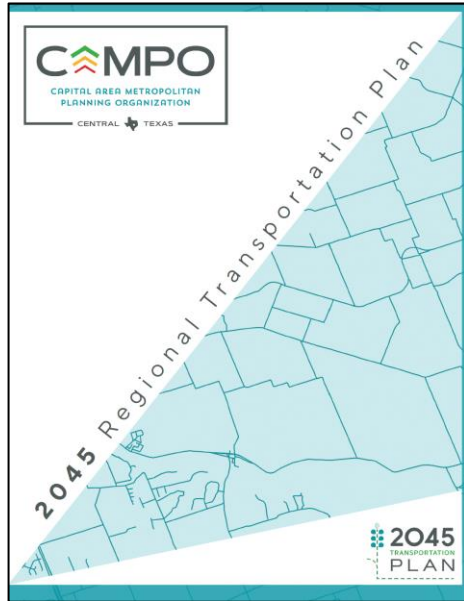 CAMPO
CAPITAL AREA METROPOLITAN
PLANNING ORGANIZATION
CENTRAL TEXAS
2045 Regional Transportation Plan
2045
TRANSPORTATION
PLAN